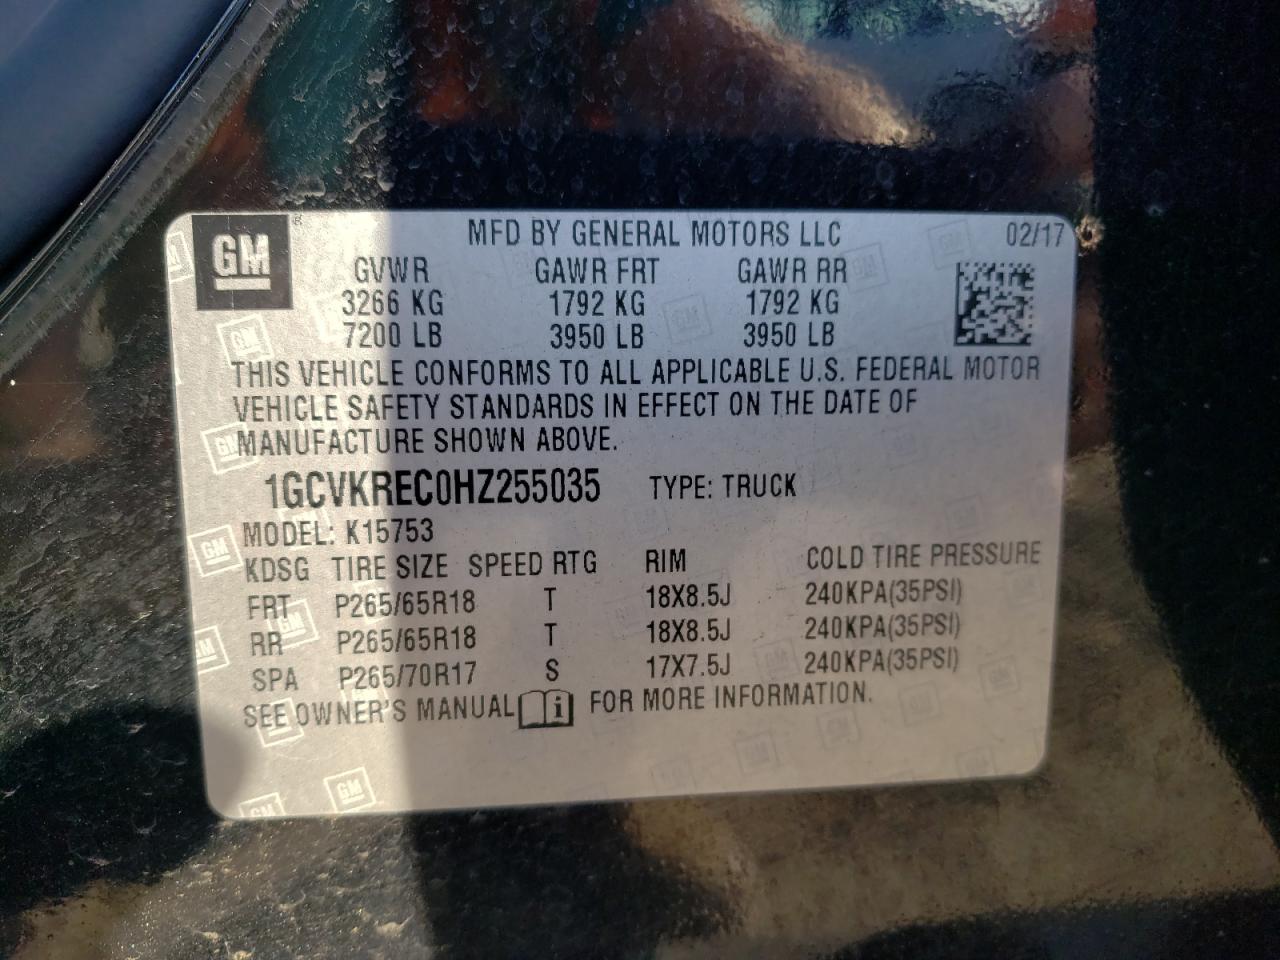 GM
MFD BY GENERAL MOTORS LLC 02/17
GVWR GAWR FRT GAWR RR
3266 KG 1792 KG 1792 KG
7200 LB 3950 LB 3950 LB
THIS VEHICLE CONFORMS TO ALL APPLICABLE U.S. FEDERAL MOTOR
VEHICLE SAFETY STANDARDS IN EFFECT ON THE DATE OF
MANUFACTURE SHOWN ABOVE.
1GCVKREC0HZ255035 TYPE: TRUCK
MODEL: K15753
KDSG TIRE SIZE SPEED RTG RIM COLD TIRE PRESSURE
FRT P265/65R18 T 18X8.5J 240KPA(35PSI)
RR P265/65R18 T 18X8.5J 240KPA(35PSI)
SPA P265/70R17 S 17X7.5J 240KPA(35PSI)
SEE OWNER'S MANUAL i FOR MORE INFORMATION.